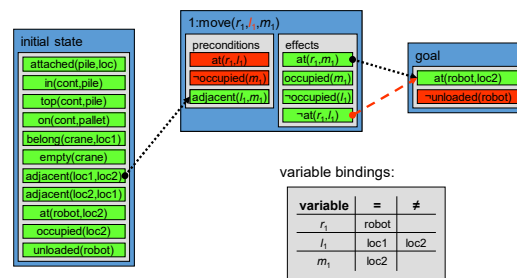 initial state
attached(pile,loc)
in(cont,pile)
top(cont,pile)
on(cont,pallet)
belong(crane,loc1)
empty(crane)
adjacent(loc1,loc2)
adjacent(loc2,loc1)
at(robot,loc2)
occupied(loc2)
unloaded(robot)
1:move(r₁,l₁,m₁)
preconditions
at(r₁,l₁)
¬occupied(m₁)
adjacent(l₁,m₁)
effects
at(r₁,m₁)
occupied(m₁)
¬occupied(l₁)
¬at(r₁,l₁)
goal
at(robot,loc2)
¬unloaded(robot)
variable bindings:
variable = ≠
r₁ robot
l₁ loc1 loc2
m₁ loc2